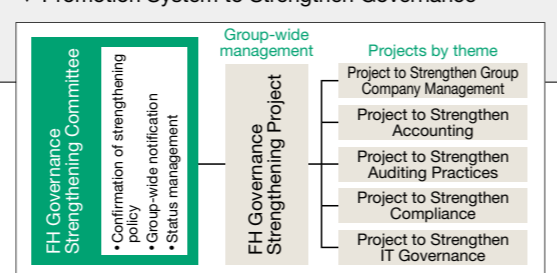 Promotion System to Strengthen Governance
FH Governance
Strengthening Committee
• Confirmation of strengthening
policy
• Group-wide notification
• Status management
Group-wide
management
FH Governance
Strengthening Project
Projects by theme
Project to Strengthen Group
Company Management
Project to Strengthen
Accounting
Project to Strengthen
Auditing Practices
Project to Strengthen
Compliance
Project to Strengthen
IT Governance